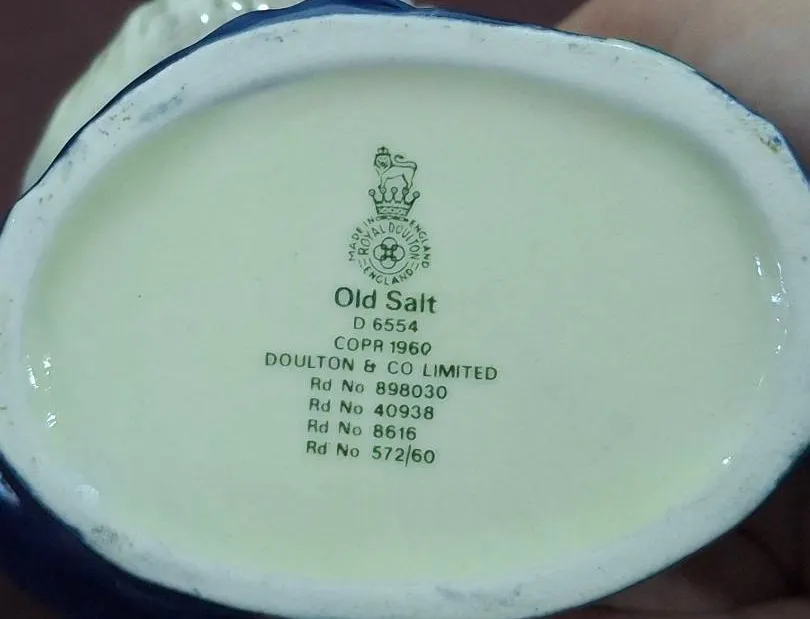 MADE IN ENGLAND
ROYAL DOULTON
ENGLAND
Old Salt
D 6554
COPR 1960
DOULTON & CO LIMITED
Rd No 898030
Rd No 40938
Rd No 8616
Rd No 572/60